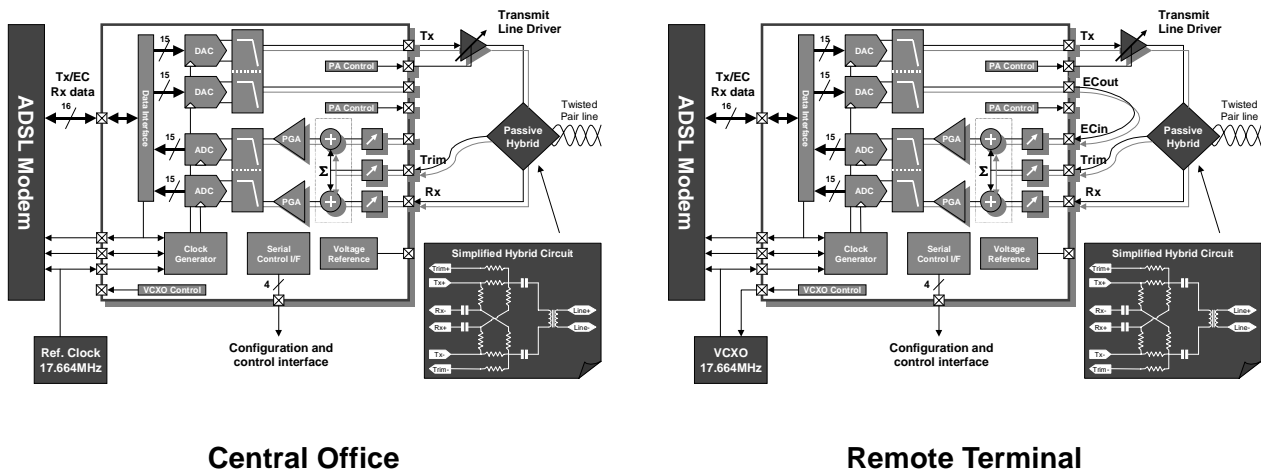 Transmit
Line Driver
Tx
PA Control
15
DAC
15
DAC
PA Control
ADSL Modem
Tx/EC
Rx data
16
Data Interface
15
ADC
15
ADC
PGA
PGA
Σ
Trim
Rx
Passive
Hybrid
Twisted
Pair line
Clock
Generator
Serial
Control I/F
Voltage
Reference
VCXO Control
4
Configuration and
control interface
Ref. Clock
17.664MHz
Simplified Hybrid Circuit
Trim+
Tx+
Rx-
Rx+
Tx-
Trim-
Line+
Line-
Central Office
Transmit
Line Driver
Tx
PA Control
15
DAC
15
DAC
ECout
PA Control
ECin
ADSL Modem
Tx/EC
Rx data
16
Data Interface
15
ADC
15
ADC
PGA
PGA
Σ
Trim
Rx
Passive
Hybrid
Twisted
Pair line
Clock
Generator
Serial
Control I/F
Voltage
Reference
VCXO Control
4
Configuration and
control interface
VCXO
17.664MHz
Simplified Hybrid Circuit
Trim+
Tx+
Rx-
Rx+
Tx-
Trim-
Line+
Line-
Remote Terminal